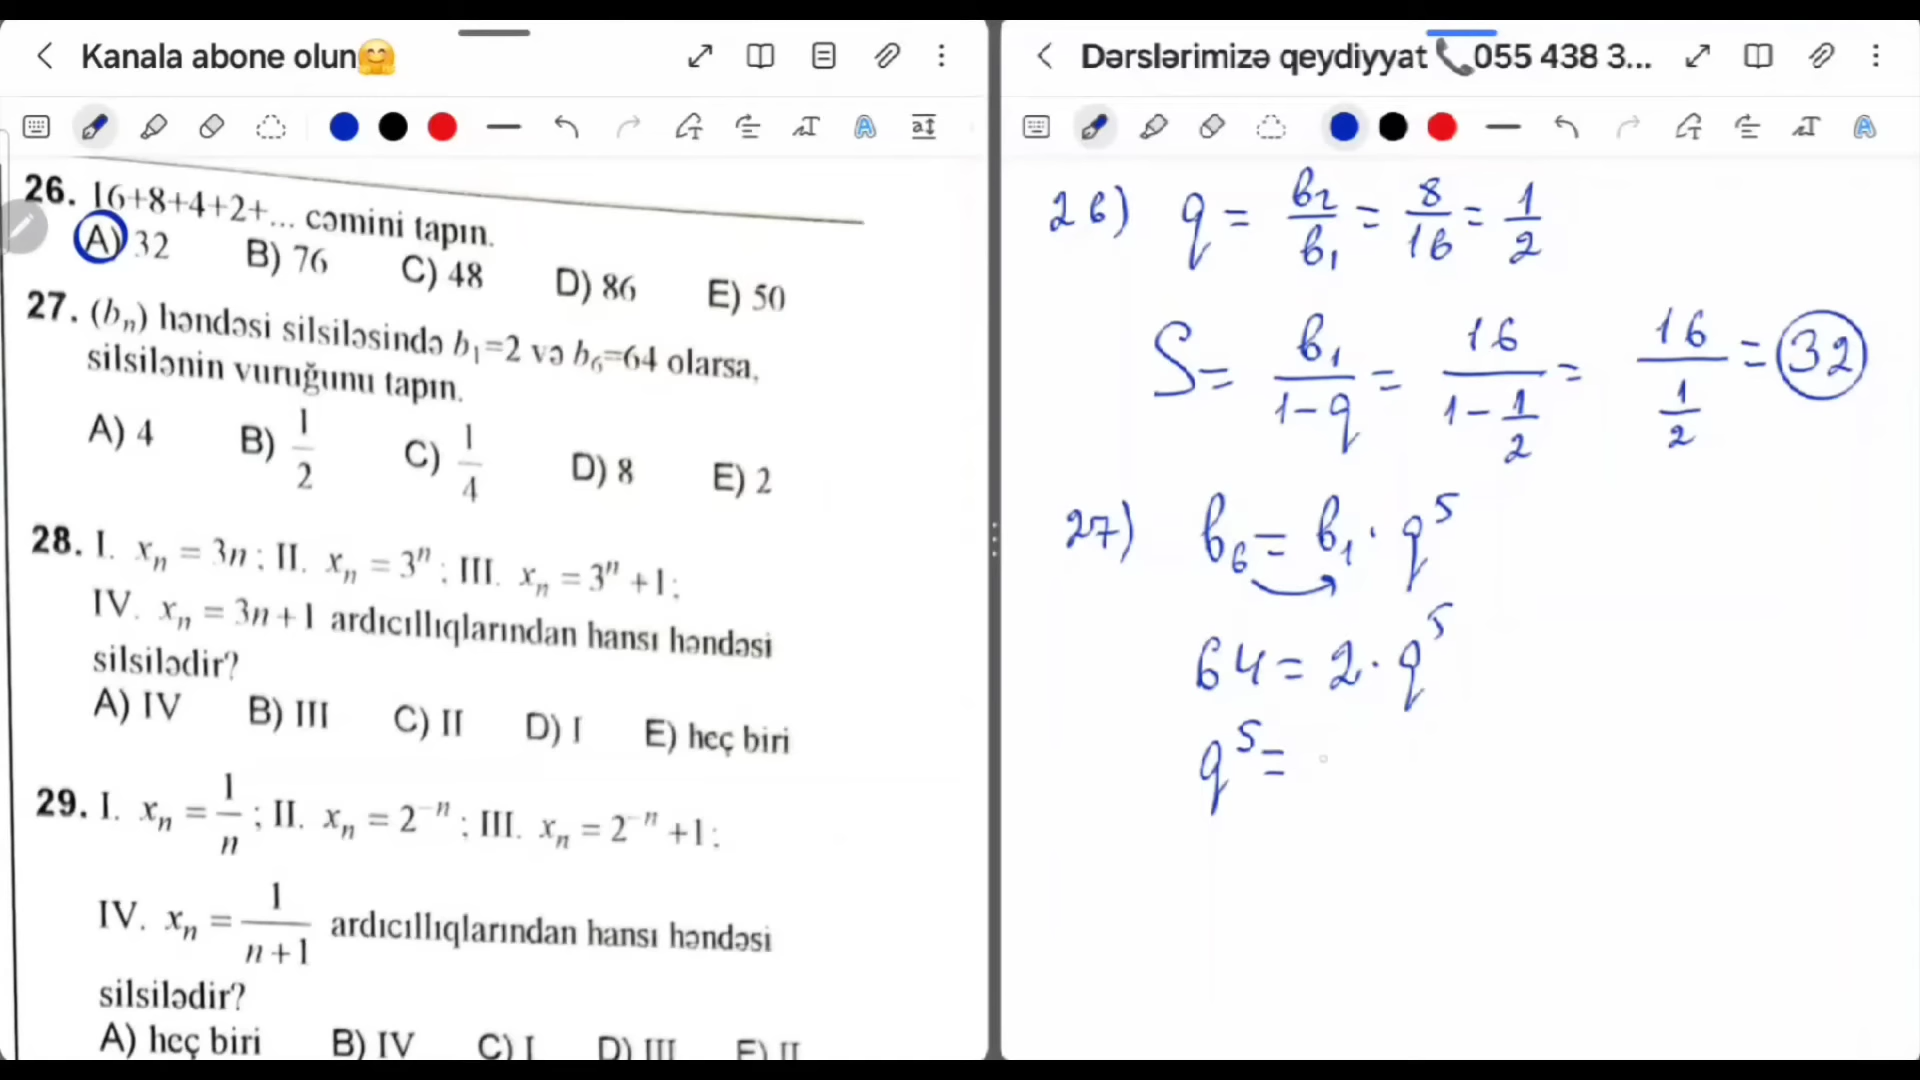 Kanala abone olun🤗
26. 16+8+4+2+... cəmini tapın.
A) 32 B) 76 C) 48 D) 86 E) 50
27. (bₙ) həndəsi silsiləsində b₁=2 və b₆=64 olarsa,
silsilənin vuruğunu tapın.
A) 4 B) 1/2 C) 1/4 D) 8 E) 2
28. I. xₙ = 3n; II. xₙ = 3ⁿ; III. xₙ = 3ⁿ+1;
IV. xₙ = 3n+1 ardıcıllıqlarından hansı həndəsi
silsilədir?
A) IV B) III C) II D) I E) heç biri
29. I. xₙ = 1/n; II. xₙ = 2⁻ⁿ; III. xₙ = 2⁻ⁿ+1;
IV. xₙ = 1/(n+1) ardıcıllıqlarından hansı həndəsi
silsilədir?
A) heç biri B) IV C) I D) III E) II
Dərslərimizə qeydiyyat 📞055 438 3...
26) q = b₂/b₁ = 8/16 = 1/2
S = b₁/(1-q) = 16/(1-1/2) = 16/(1/2) = 32
27) b₆ = b₁ · q⁵
64 = 2 · q⁵
q⁵ =